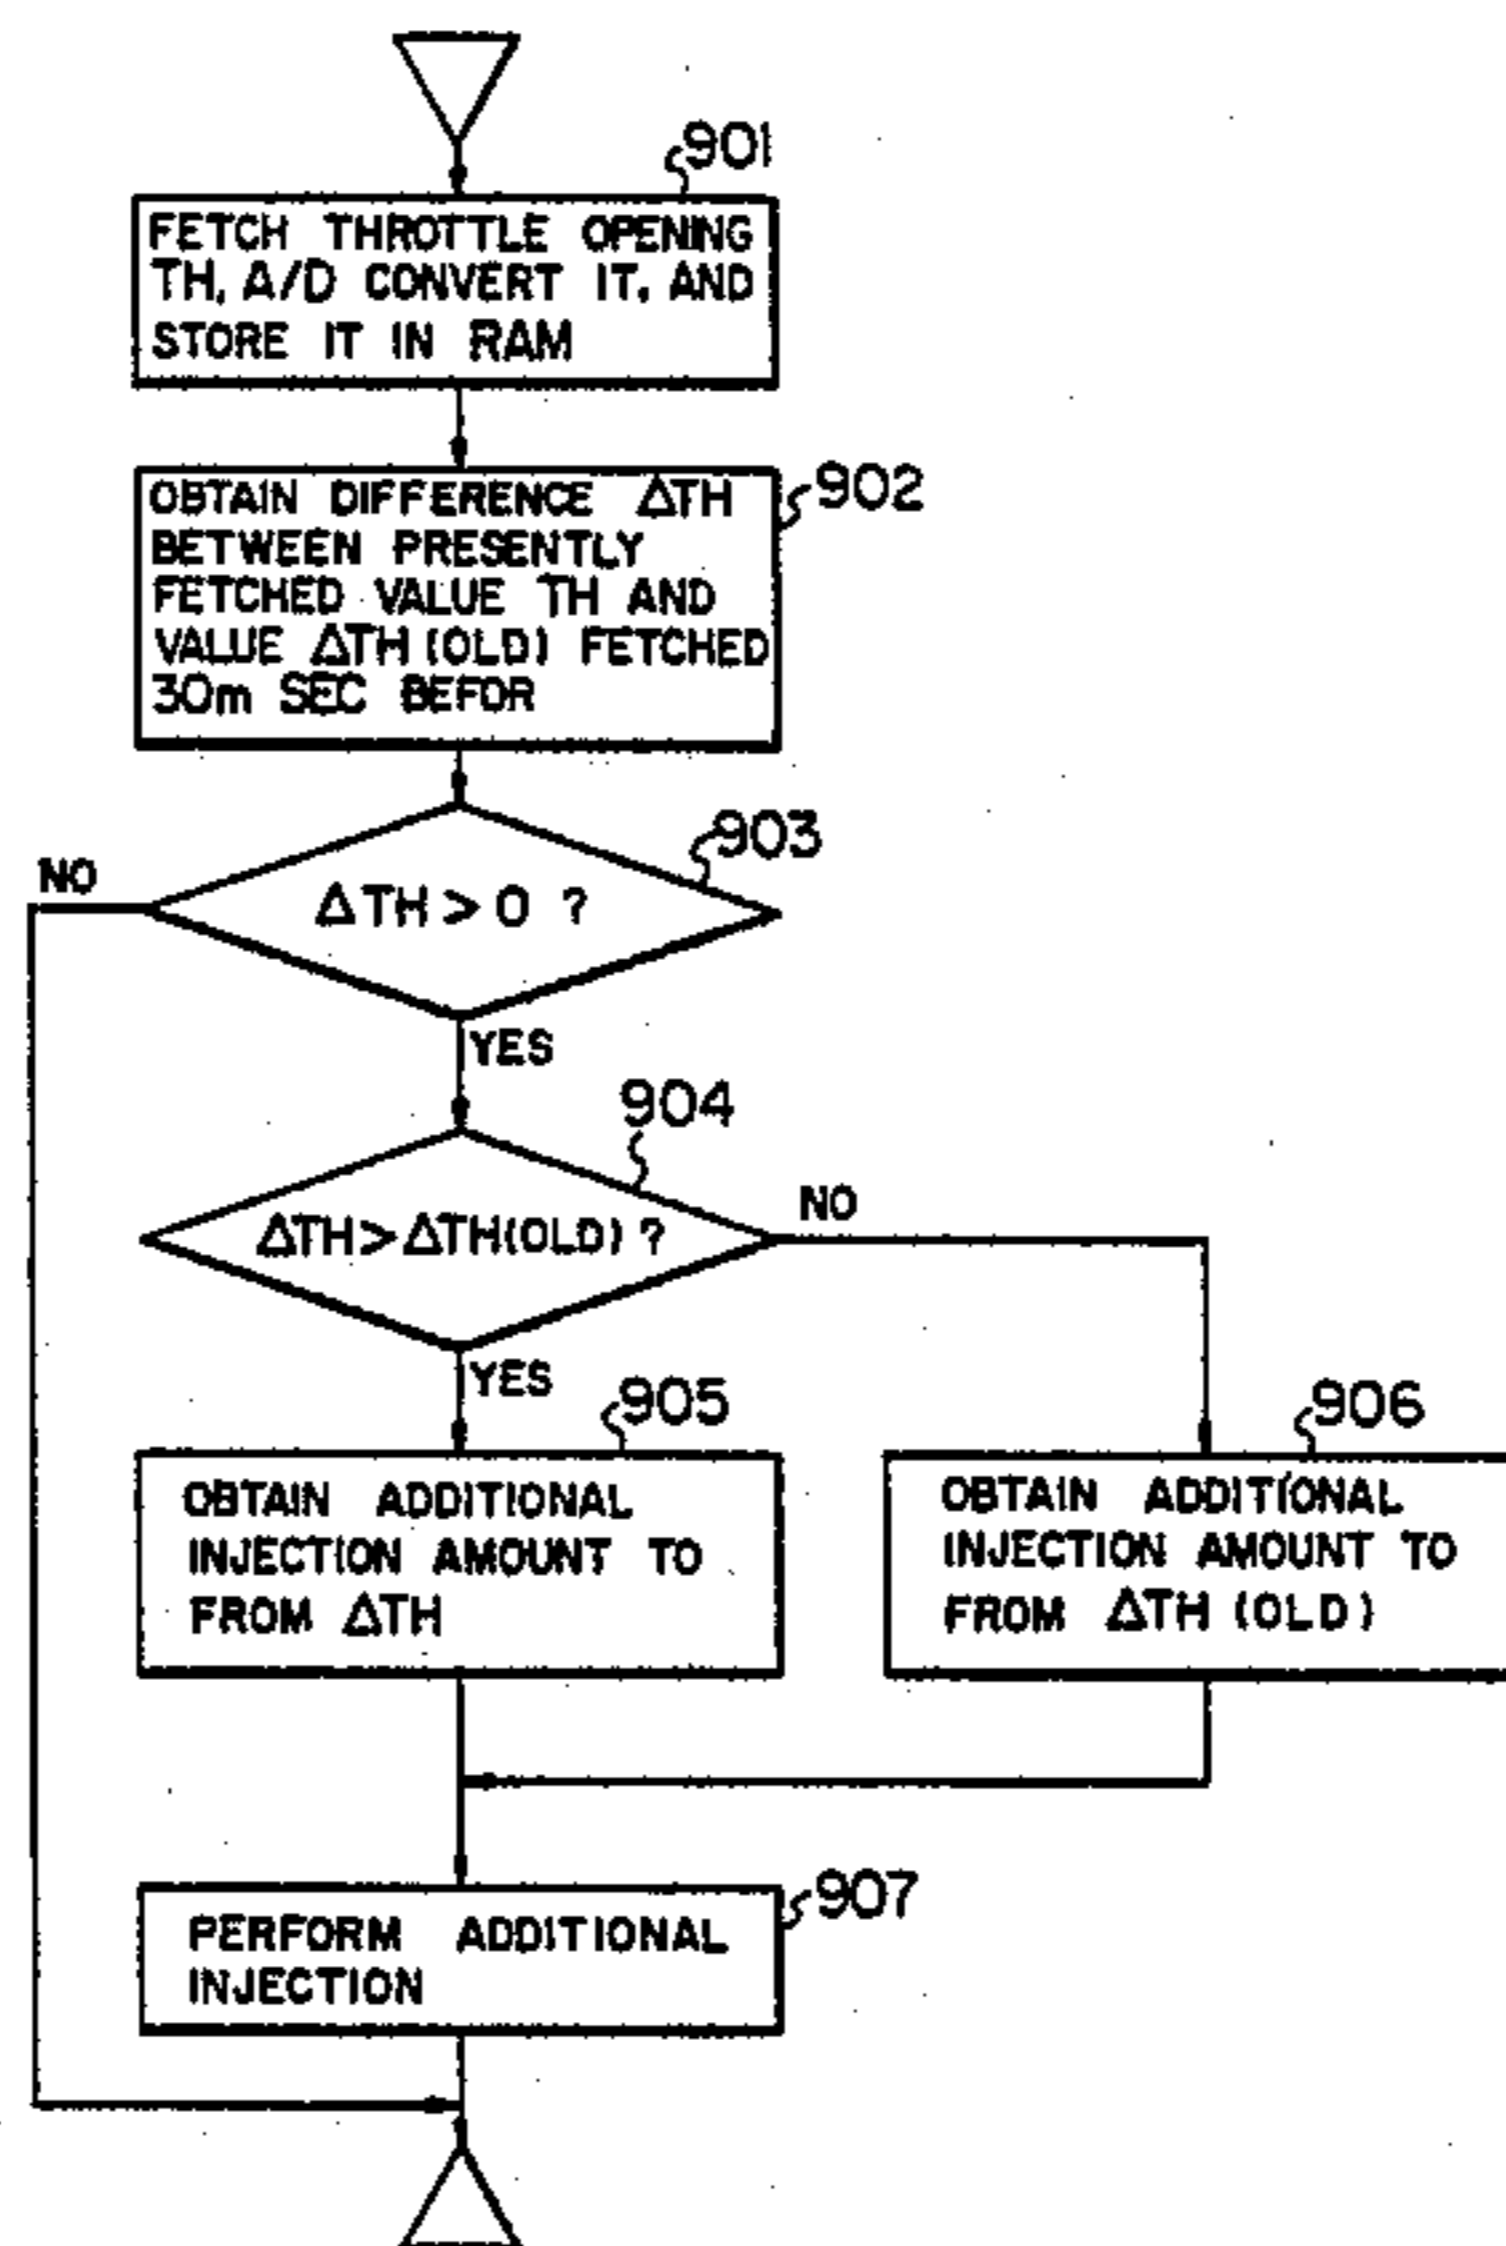 901
FETCH THROTTLE OPENING
TH, A/D CONVERT IT, AND
STORE IT IN RAM
902
OBTAIN DIFFERENCE ΔTH
BETWEEN PRESENTLY
FETCHED VALUE TH AND
VALUE ΔTH (OLD) FETCHED
30m SEC BEFOR
903
NO
ΔTH > 0 ?
YES
904
ΔTH > ΔTH(OLD) ?
NO
YES
905
OBTAIN ADDITIONAL
INJECTION AMOUNT TO
FROM ΔTH
906
OBTAIN ADDITIONAL
INJECTION AMOUNT TO
FROM ΔTH (OLD)
907
PERFORM ADDITIONAL
INJECTION